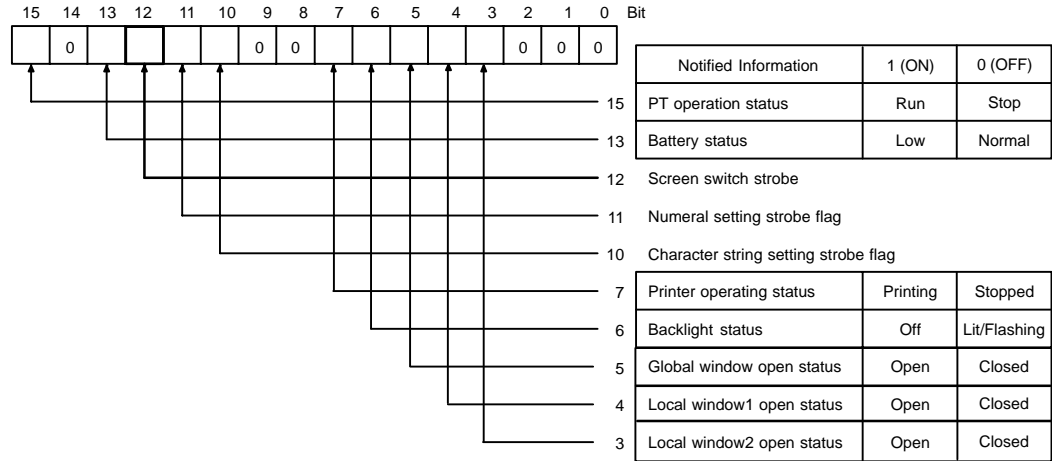 15 14 13 12 11 10 9 8 7 6 5 4 3 2 1 0 Bit
0 0 0 0 0 0
Notified Information 1 (ON) 0 (OFF)
15 PT operation status Run Stop
13 Battery status Low Normal
12 Screen switch strobe
11 Numeral setting strobe flag
10 Character string setting strobe flag
7 Printer operating status Printing Stopped
6 Backlight status Off Lit/Flashing
5 Global window open status Open Closed
4 Local window1 open status Open Closed
3 Local window2 open status Open Closed